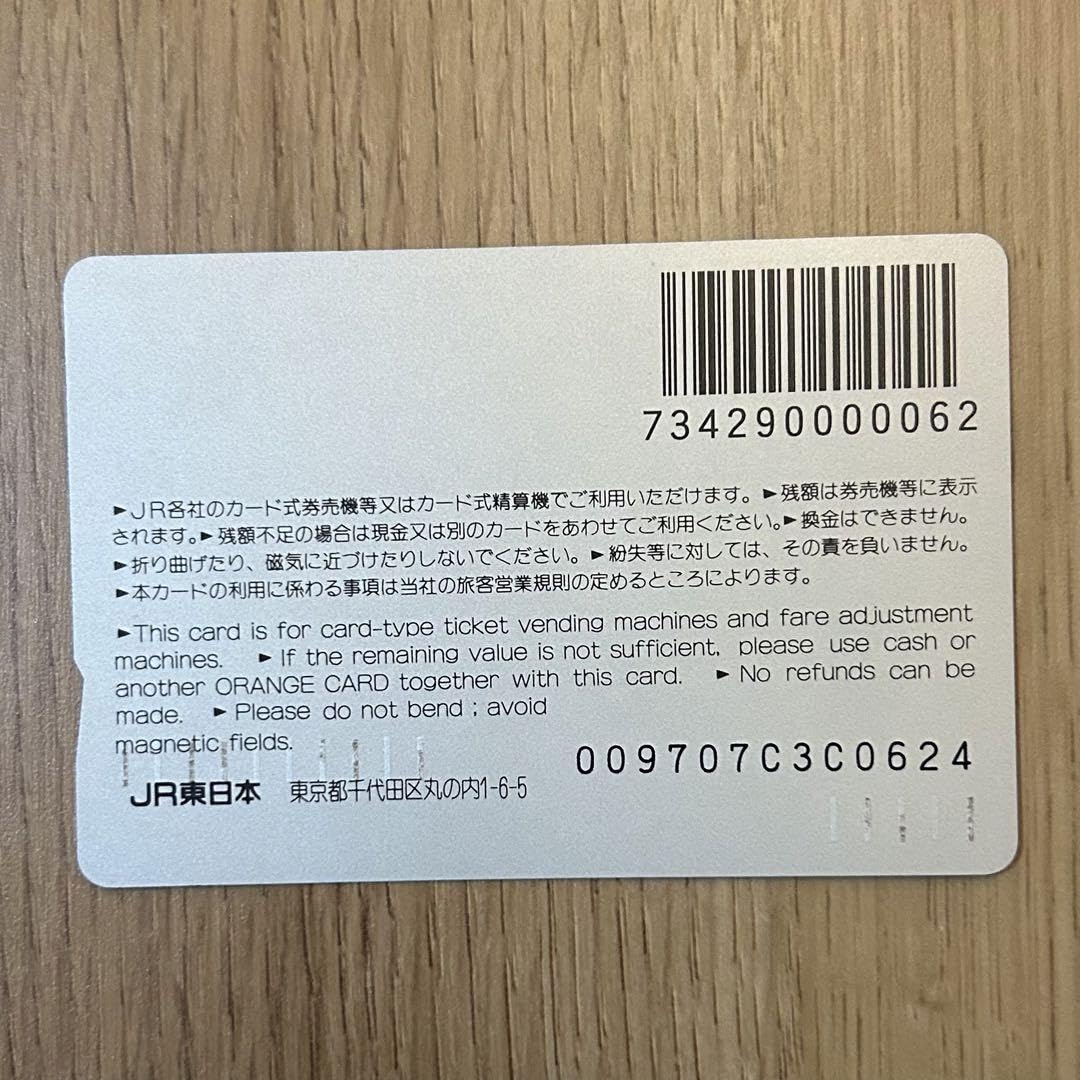 734290000062
►JR各社のカード式券売機等又はカード式精算機でご利用いただけます。►残額は券売機等に表示
されます。►残額不足の場合は現金又は別のカードをあわせてご利用ください。►換金はできません。
►折り曲げたり、磁気に近づけたりしないでください。►紛失等に対しては、その責を負いません。
►本カードの利用に係わる事項は当社の旅客営業規則の定めるところによります。
►This card is for card-type ticket vending machines and fare adjustment
machines. ►If the remaining value is not sufficient, please use cash or
another ORANGE CARD together with this card. ►No refunds can be
made. ►Please do not bend ; avoid
magnetic fields.
009707C3C0624
JR東日本 東京都千代田区丸の内1-6-5